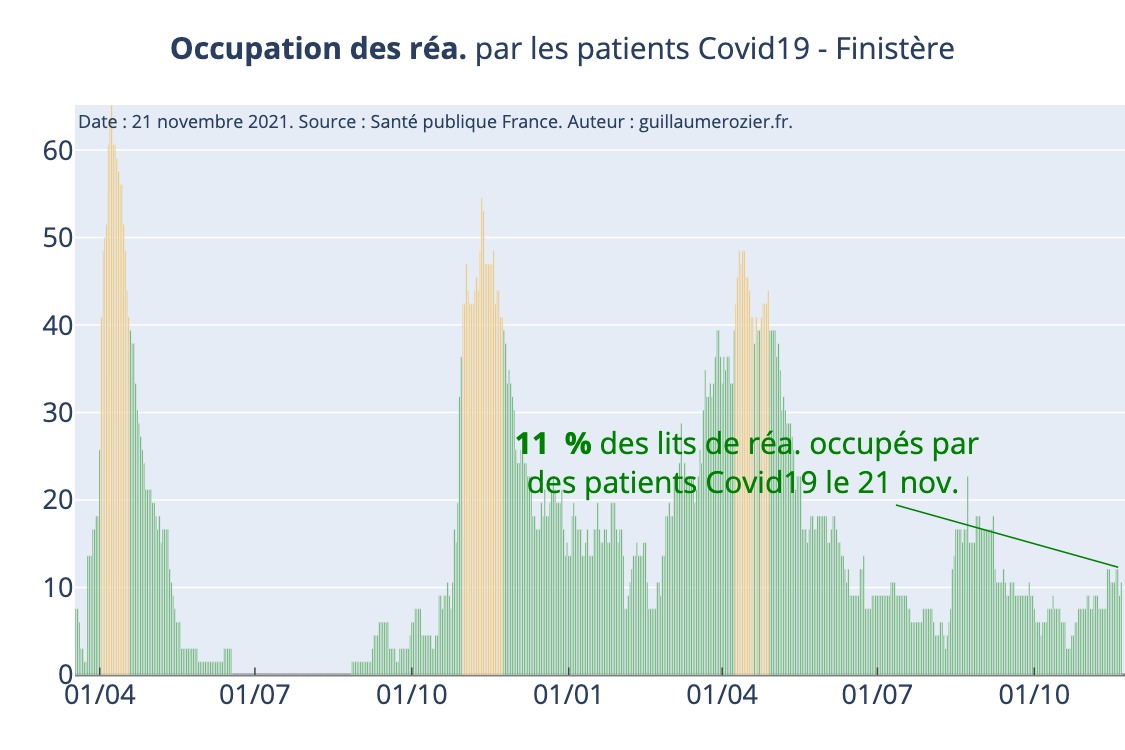 Occupation des réa. par les patients Covid19 - Finistère
Date : 21 novembre 2021. Source : Santé publique France. Auteur : guillaumerozier.fr.
60
50
40
30
11 % des lits de réa. occupés par
des patients Covid19 le 21 nov.
20
10
0
01/04 01/07 01/10 01/01 01/04 01/07 01/10